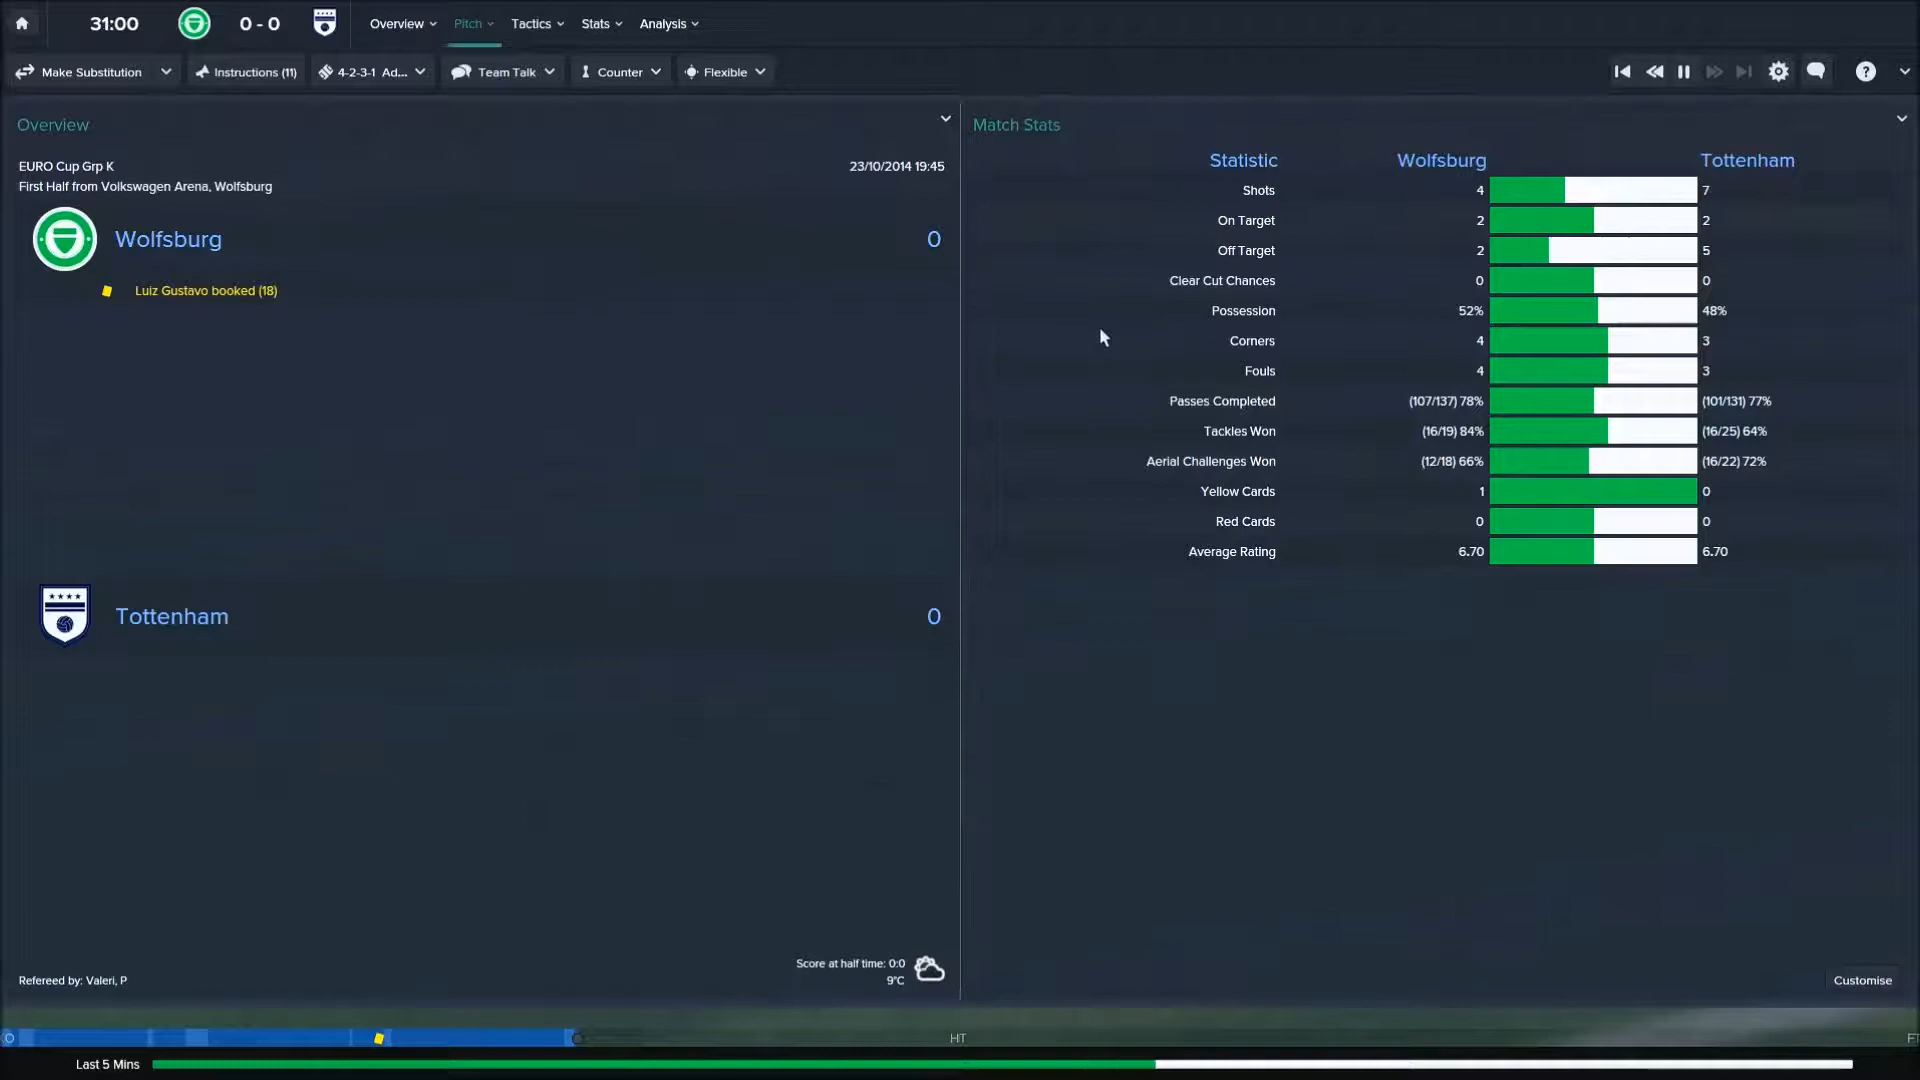 31:00 0 - 0 Overview Pitch Tactics Stats Analysis
Make Substitution Instructions (11) 4-2-3-1 Ad... Team Talk Counter Flexible ?
Overview
EURO Cup Grp K 23/10/2014 19:45
First Half from Volkswagen Arena, Wolfsburg
Wolfsburg 0
Luiz Gustavo booked (18)
Tottenham 0
Score at half time: 0:0
9°C
Refereed by: Valeri, P
Match Stats
Statistic Wolfsburg Tottenham
Shots 4 7
On Target 2 2
Off Target 2 5
Clear Cut Chances 0 0
Possession 52% 48%
Corners 4 3
Fouls 4 3
Passes Completed (107/137) 78% (101/131) 77%
Tackles Won (16/19) 84% (16/25) 64%
Aerial Challenges Won (12/18) 66% (16/22) 72%
Yellow Cards 1 0
Red Cards 0 0
Average Rating 6.70 6.70
Customise
HT
Last 5 Mins